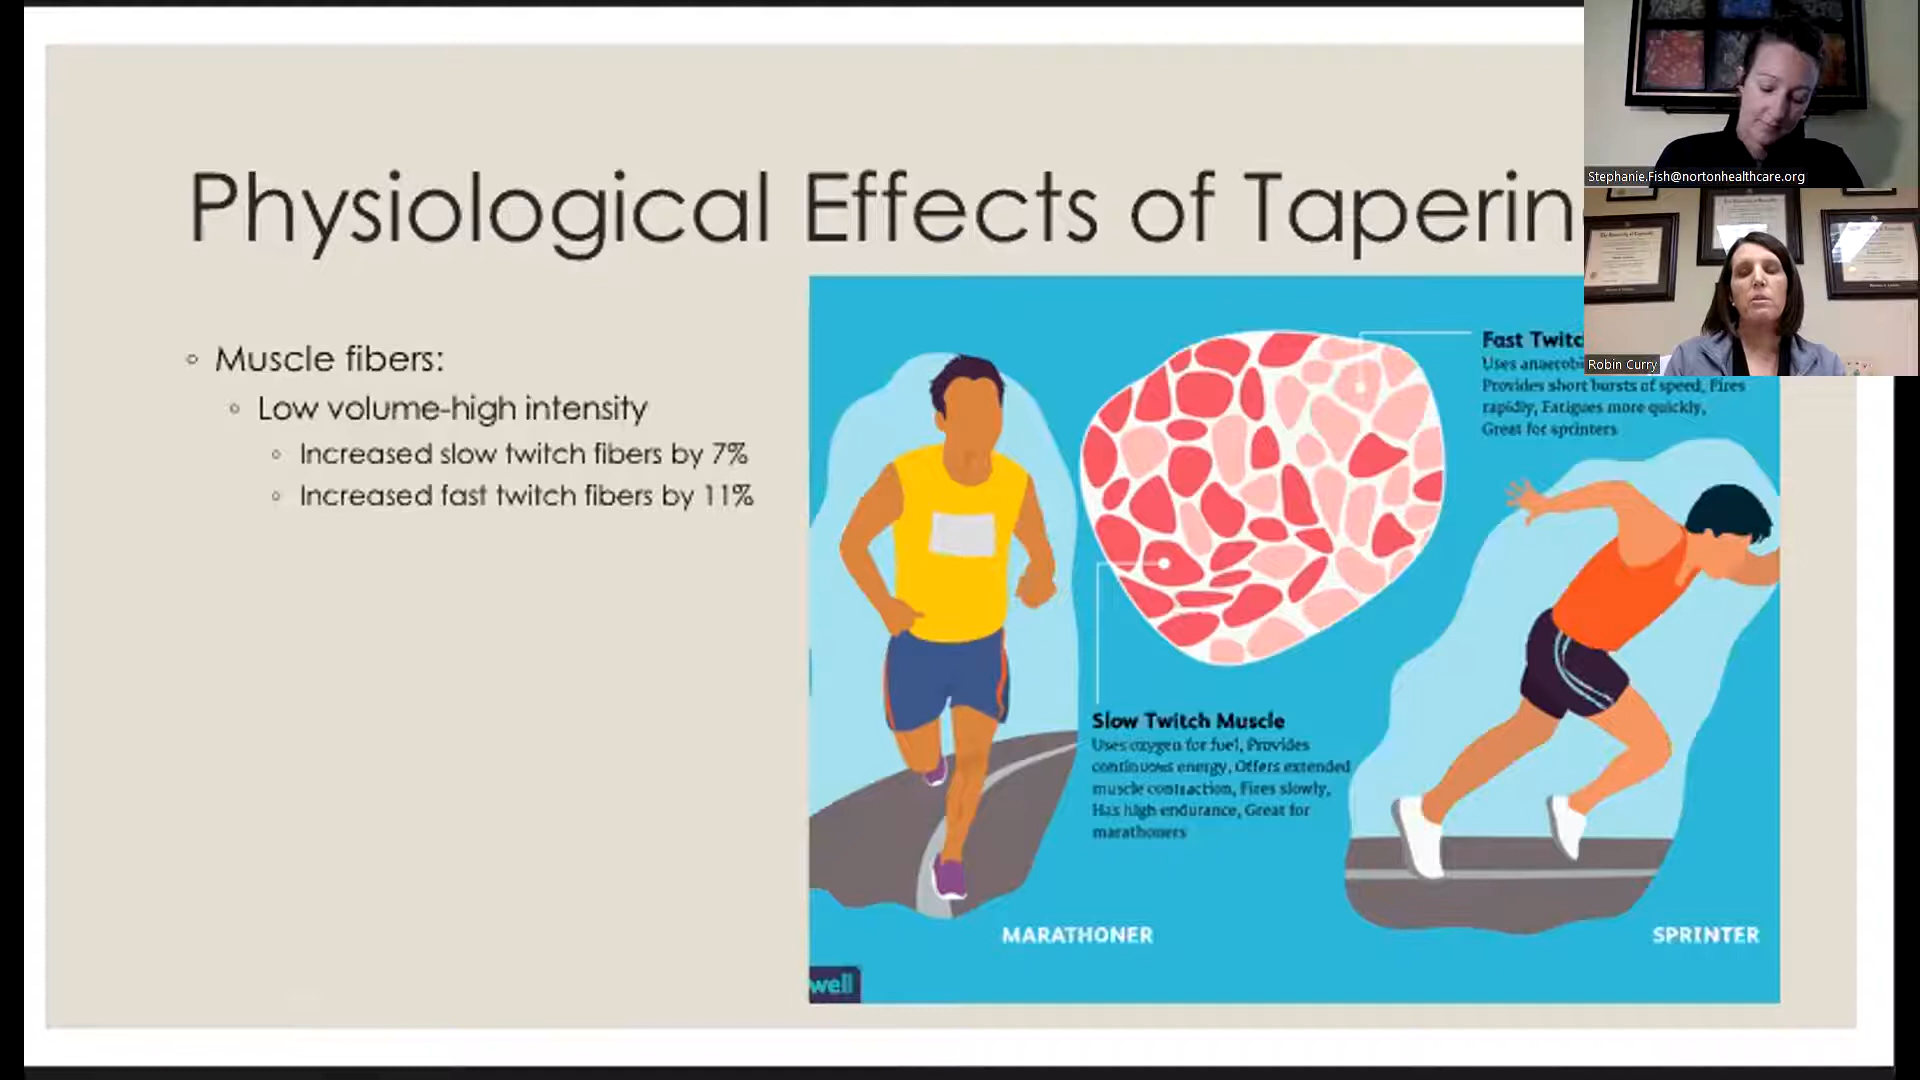 Physiological Effects of Taperin
Muscle fibers:
Low volume-high intensity
Increased slow twitch fibers by 7%
Increased fast twitch fibers by 11%
Fast Twitc
Uses anaerobi
Provides short bursts of speed, Fires
rapidly, Fatigues more quickly,
Great for sprinters
Slow Twitch Muscle
Uses oxygen for fuel, Provides
continuous energy, Offers extended
muscle contraction, Fires slowly,
Has high endurance, Great for
marathoners
MARATHONER
SPRINTER
well
Stephanie.Fish@nortonhealthcare.org
Robin Curry